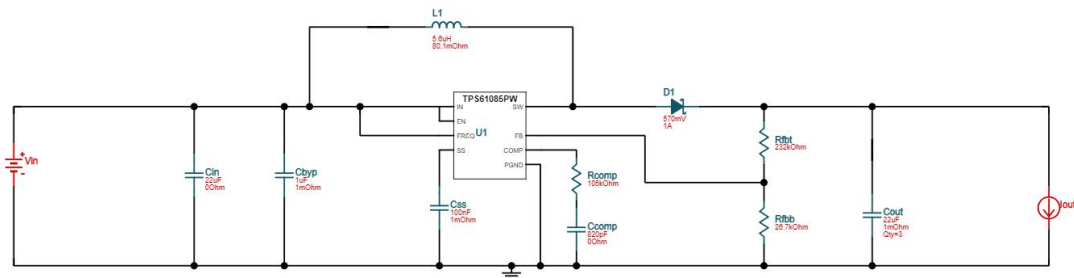 L1
5.6uH
80.1mOhm
TPS61085PW
IN
SW
EN
FREQ
U1
FB
SS
COMP
PGND
D1
570mV
1A
Vin
Cin
22uF
0Ohm
Cbyp
1uF
1mOhm
Css
100nF
1mOhm
Rcomp
105kOhm
Ccomp
820pF
0Ohm
Rfbt
232kOhm
Rfbb
26.7kOhm
Cout
22uF
1mOhm
Qty=3
Iout